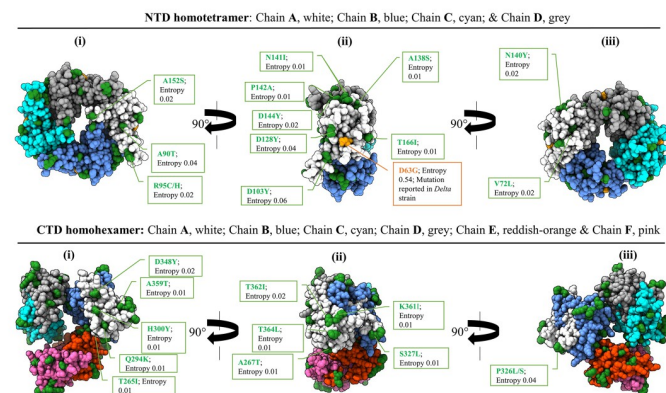 NTD homotetramer: Chain A, white; Chain B, blue; Chain C, cyan; & Chain D, grey
(i)
(ii)
(iii)
A152S;
Entropy
0.02
A90T;
Entropy 0.04
R95C/H;
Entropy 0.02
90°
N141I;
Entropy 0.01
P142A;
Entropy 0.01
D144Y;
Entropy 0.02
D128Y;
Entropy 0.04
D103Y;
Entropy 0.06
A138S;
Entropy
0.01
T166I;
Entropy 0.01
D63G; Entropy
0.54; Mutation
reported in Delta
strain
90°
N140Y;
Entropy
0.02
V72L;
Entropy 0.02
CTD homohexamer: Chain A, white; Chain B, blue; Chain C, cyan; Chain D, grey; Chain E, reddish-orange & Chain F, pink
(i)
(ii)
(iii)
D348Y;
Entropy 0.02
A359T;
Entropy 0.01
H300Y;
Entropy
0.01
Q294K;
Entropy 0.01
T265I; Entropy
0.01
90°
T362I;
Entropy 0.02
T364L;
Entropy 0.01
A267T;
Entropy 0.01
K361I;
Entropy
0.01
S327L;
Entropy 0.01
90°
P326L/S;
Entropy 0.04